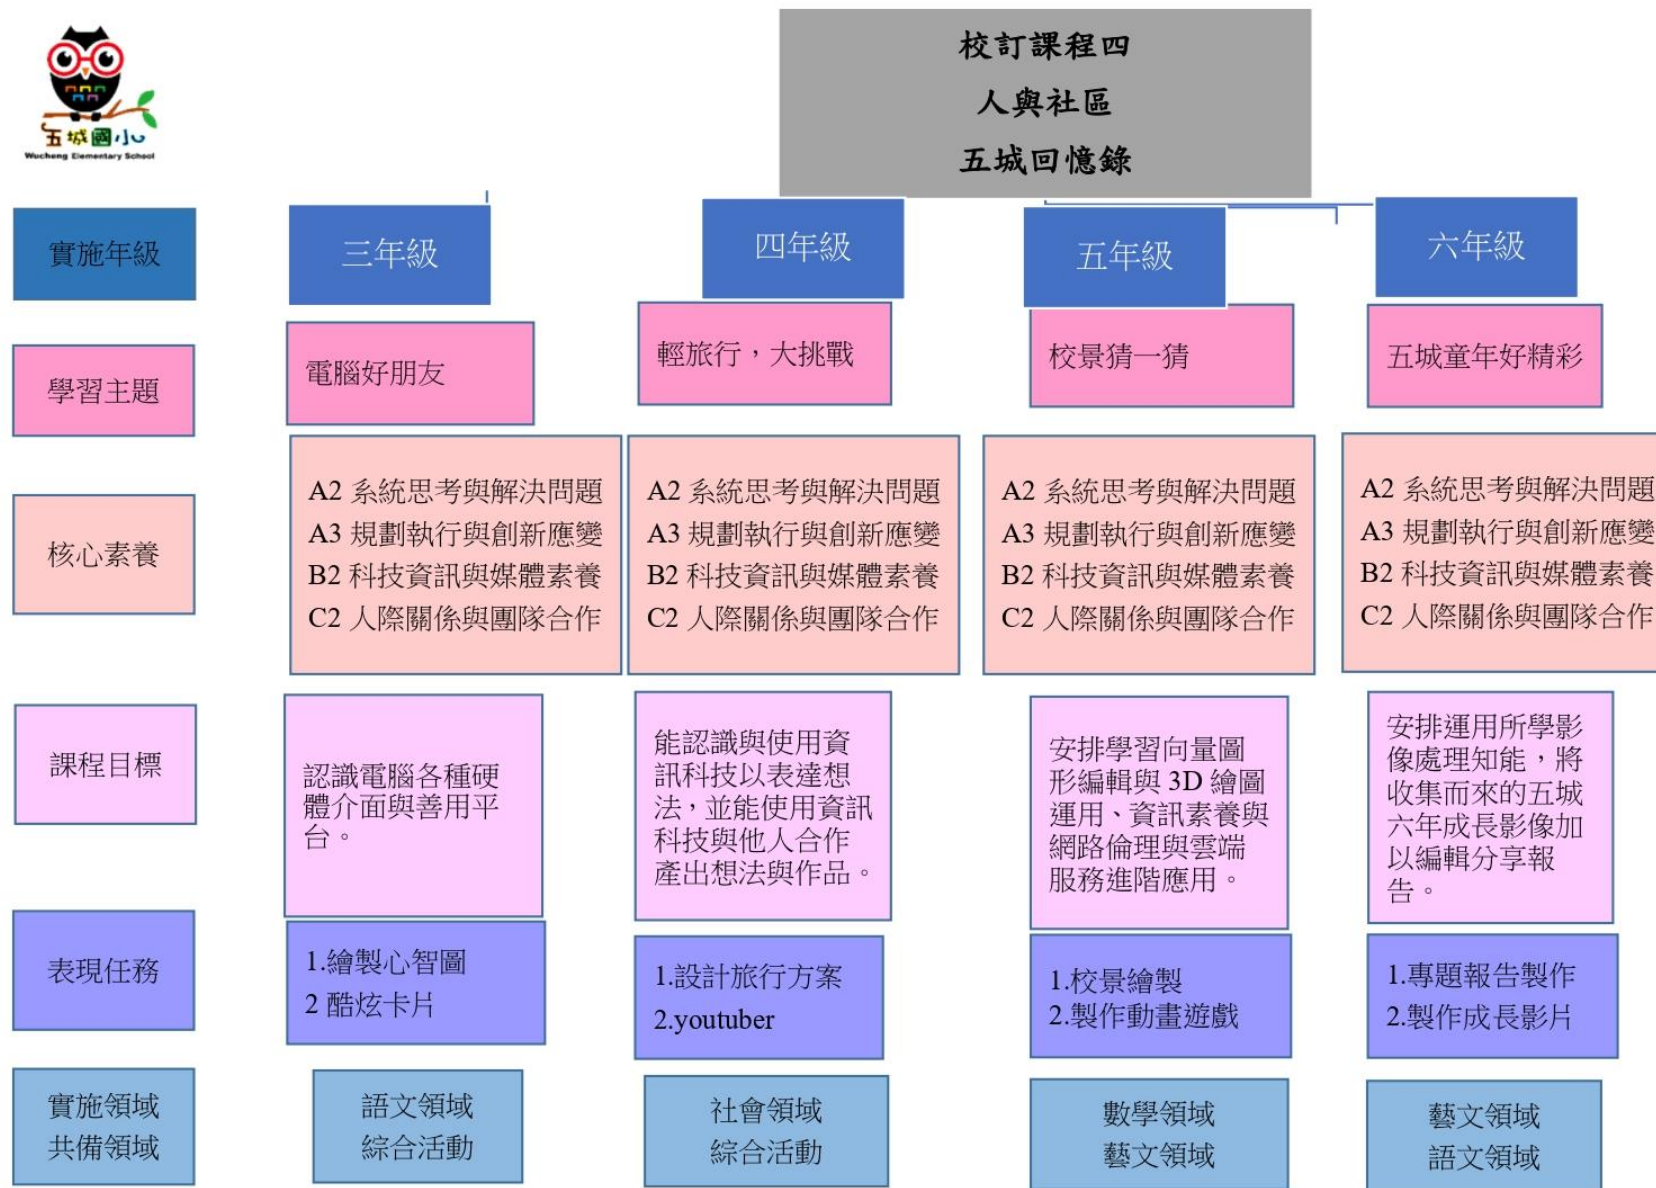 五城國小
Wucheng Elementary School
校訂課程四
人與社區
五城回憶錄
實施年級
三年級
四年級
五年級
六年級
學習主題
電腦好朋友
輕旅行，大挑戰
校景猜一猜
五城童年好精彩
核心素養
A2 系統思考與解決問題
A3 規劃執行與創新應變
B2 科技資訊與媒體素養
C2 人際關係與團隊合作
A2 系統思考與解決問題
A3 規劃執行與創新應變
B2 科技資訊與媒體素養
C2 人際關係與團隊合作
A2 系統思考與解決問題
A3 規劃執行與創新應變
B2 科技資訊與媒體素養
C2 人際關係與團隊合作
A2 系統思考與解決問題
A3 規劃執行與創新應變
B2 科技資訊與媒體素養
C2 人際關係與團隊合作
課程目標
認識電腦各種硬
體介面與善用平
台。
能認識與使用資
訊科技以表達想
法，並能使用資訊
科技與他人合作
產出想法與作品。
安排學習向量圖
形編輯與 3D 繪圖
運用、資訊素養與
網路倫理與雲端
服務進階應用。
安排運用所學影
像處理知能，將
收集而來的五城
六年成長影像加
以編輯分享報
告。
表現任務
1.繪製心智圖
2 酷炫卡片
1.設計旅行方案
2.youtuber
1.校景繪製
2.製作動畫遊戲
1.專題報告製作
2.製作成長影片
實施領域
共備領域
語文領域
綜合活動
社會領域
綜合活動
數學領域
藝文領域
藝文領域
語文領域